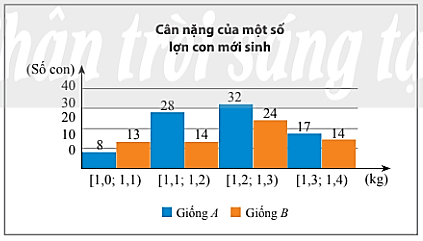 Cân nặng của một số
lợn con mới sinh
(Số con)
40
30
20
10
0
8
13
28
14
32
24
17
14
[1,0; 1,1)
[1,1; 1,2)
[1,2; 1,3)
[1,3; 1,4)
(kg)
Giống A
Giống B
hân trời sáng tạ